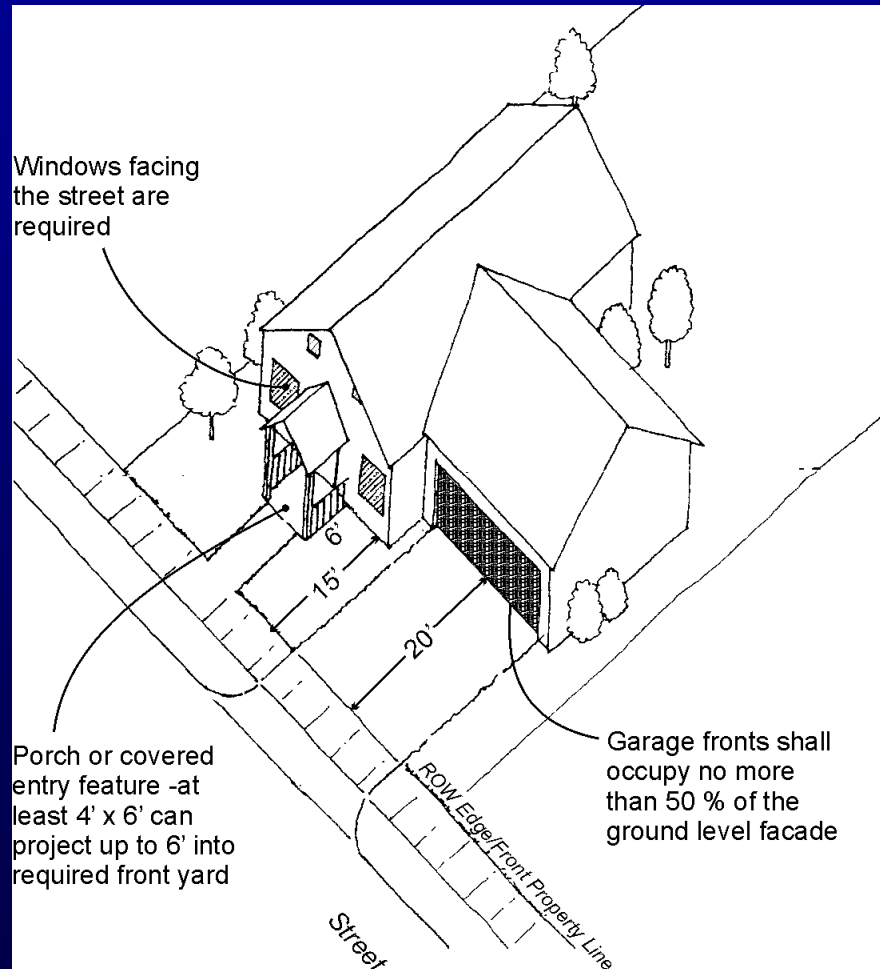 Windows facing
the street are
required
6'
15'
20'
Porch or covered
entry feature -at
least 4' x 6' can
project up to 6' into
required front yard
Garage fronts shall
occupy no more
than 50 % of the
ground level facade
ROW Edge/Front Property Line
Street